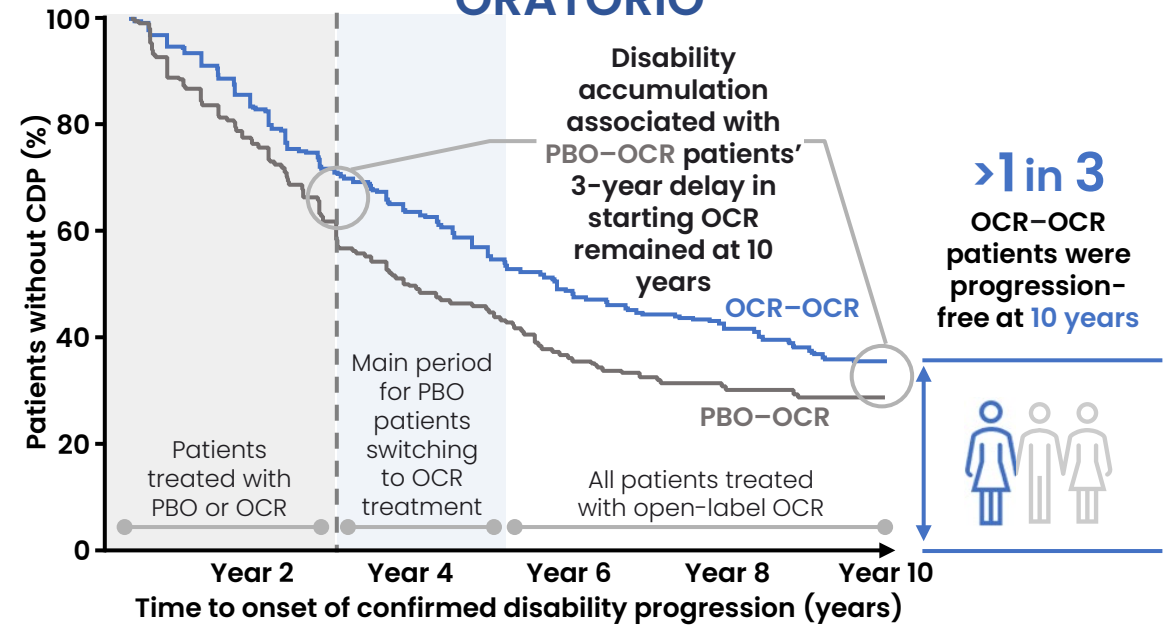 ORATORIO
Patients without CDP (%)
100
80
60
40
20
0
Disability
accumulation
associated with
PBO–OCR patients’
3-year delay in
starting OCR
remained at 10
years
OCR–OCR
PBO–OCR
Patients
treated with
PBO or OCR
Main period
for PBO
patients
switching
to OCR
treatment
All patients treated
with open-label OCR
>1 in 3
OCR–OCR
patients were
progression-
free at 10 years
Year 2
Year 4
Year 6
Year 8
Year 10
Time to onset of confirmed disability progression (years)